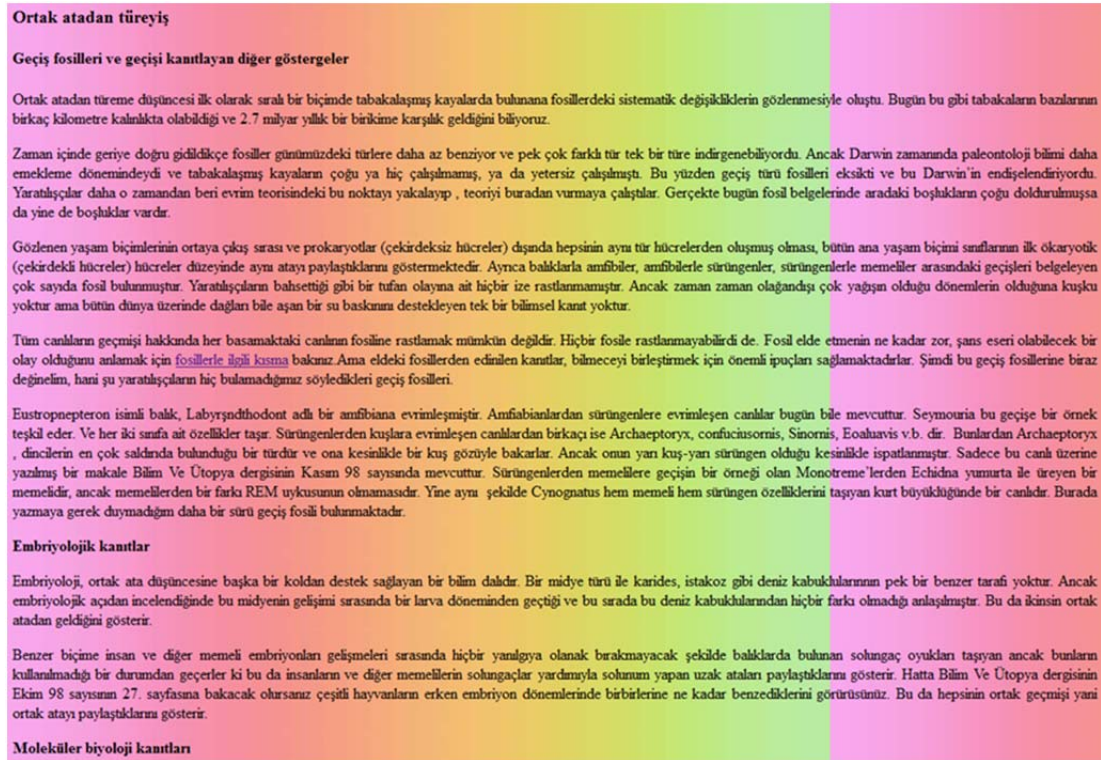 Ortak atadan türeyiş
Geçiş fosilleri ve geçişi kanıtlayan diğer göstergeler
Ortak atadan türeme düşüncesi ilk olarak sıralı bir biçimde tabakalaşmış kayalarda bulunana fosillerdeki sistematik değişikliklerin gözlenmesiyle oluştu. Bugün bu gibi tabakaların bazılarının
birkaç kilometre kalınlıkta olabildiği ve 2.7 milyar yıllık bir birikime karşılık geldiğini biliyoruz.
Zaman içinde geriye doğru gidildikçe fosiller günümüzdeki türlere daha az benziyor ve pek çok farklı tür tek bir türe indirgenebiliyordu. Ancak Darwin zamanında paleontoloji bilimi daha
emekleme dönemindeydi ve tabakalaşmış kayaların çoğu ya hiç çalışılmamış, ya da yetersiz çalışılmıştı. Bu yüzden geçiş türü fosilleri eksikti ve bu Darwin'in endişelendiriyordu.
Yaratılışçılar daha o zamandan beri evrim teorisindeki bu noktayı yakalayıp , teoriyi buradan vurmaya çalıştılar. Gerçekte bugün fosil belgelerinde aradaki boşlukların çoğu doldurulmuşsa
da yine de boşluklar vardır.
Gözlenen yaşam biçimlerinin ortaya çıkış sırası ve prokaryotlar (çekirdeksiz hücreler) dışında hepsinin aynı tür hücrelerden oluşmuş olması, bütün ana yaşam biçimi sınıflarının ilk ökaryotik
(çekirdekli hücreler) hücreler düzeyinde aynı atayı paylaştıklarını göstermektedir. Ayrıca balıklarla amfibiler, amfibilerle sürüngenler, sürüngenlerle memeliler arasındaki geçişleri belgeleyen
çok sayıda fosil bulunmuştur. Yaratılışçıların bahsettiği gibi bir tufan olayına ait hiçbir ize rastlanmamıştır. Ancak zaman zaman olağandışı çok yağışın olduğu dönemlerin olduğuna kuşku
yoktur ama bütün dünya üzerinde dağları bile aşan bir su baskınını destekleyen tek bir bilimsel kanıt yoktur.
Tüm canlıların geçmişi hakkında her basamaktaki canlının fosiline rastlamak mümkün değildir. Hiçbir fosile rastlanmayabilirdi de. Fosil elde etmenin ne kadar zor, şans eseri olabilecek bir
olay olduğunu anlamak için fosillerle ilgili kısma bakınız.Ama eldeki fosillerden edinilen kanıtlar, bilmeceyi birleştirmek için önemli ipuçları sağlamaktadırlar. Şimdi bu geçiş fosillerine biraz
değinelim, hani şu yaratılışçıların hiç bulamadığımız söyledikleri geçiş fosilleri.
Eustropnepteron isimli balık, Labyrşndthodont adlı bir amfibiana evrimleşmiştir. Amfiabianlardan sürüngenlere evrimleşen canlılar bugün bile mevcuttur. Seymouria bu geçişe bir örnek
teşkil eder. Ve her iki sınıfa ait özellikler taşır. Sürüngenlerden kuşlara evrimleşen canlılardan birkaçı ise Archaeptoryx, confuciusornis, Sinornis, Eoaluavis v.b. dir. Bunlardan Archaeptoryx
, dincilerin en çok saldırıda bulunduğu bir türdür ve ona kesinlikle bir kuş gözüyle bakarlar. Ancak onun yarı kuş-yarı sürüngen olduğu kesinlikle ispatlanmıştır. Sadece bu canlı üzerine
yazılmış bir makale Bilim Ve Ütopya dergisinin Kasım 98 sayısında mevcuttur. Sürüngenlerden memelilere geçişin bir örneği olan Monotreme'lerden Echidna yumurta ile üreyen bir
memelidir, ancak memelilerden bir farkı REM uykusunun olmamasıdır. Yine aynı şekilde Cynognatus hem memeli hem sürüngen özelliklerini taşıyan kurt büyüklüğünde bir canlıdır. Burada
yazmaya gerek duymadığım daha bir sürü geçiş fosili bulunmaktadır.
Embriyolojik kanıtlar
Embriyoloji, ortak ata düşüncesine başka bir koldan destek sağlayan bir bilim dalıdır. Bir midye türü ile karides, istakoz gibi deniz kabuklularınnın pek bir benzer tarafı yoktur. Ancak
embriyolojik açıdan incelendiğinde bu midyenin gelişimi sırasında bir larva döneminden geçtiği ve bu sırada bu deniz kabuklularından hiçbir farkı olmadığı anlaşılmıştır. Bu da ikinsin ortak
atadan geldiğini gösterir.
Benzer biçime insan ve diğer memeli embriyonları gelişmeleri sırasında hiçbir yanılgıya olanak bırakmayacak şekilde balıklarda bulunan solungaç oyukları taşıyan ancak bunların
kullanılmadığı bir durumdan geçerler ki bu da insanların ve diğer memelilerin solungaçlar yardımıyla solunum yapan uzak ataları paylaştıklarını gösterir. Hatta Bilim Ve Ütopya dergisinin
Ekim 98 sayısının 27. sayfasına bakacak olursanız çeşitli hayvanların erken embriyon dönemlerinde birbirlerine ne kadar benzediklerini görürüsünüz. Bu da hepsinin ortak geçmişi yani
ortak atayı paylaştıklarını gösterir.
Moleküler biyoloji kanıtları